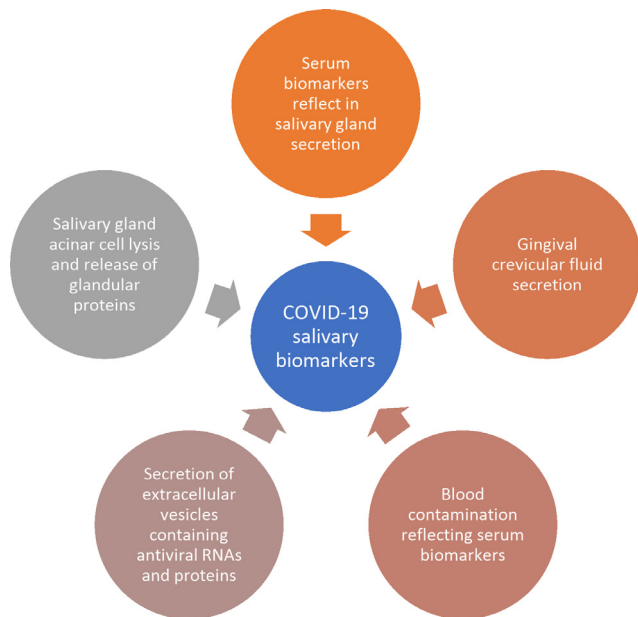 Serum
biomarkers
reflect in
salivary gland
secretion
Salivary gland
acinar cell lysis
and release of
glandular
proteins
Gingival
crevicular fluid
secretion
COVID-19
salivary
biomarkers
Secretion of
extracellular
vesicles
containing
antiviral RNAs
and proteins
Blood
contamination
reflecting serum
biomarkers